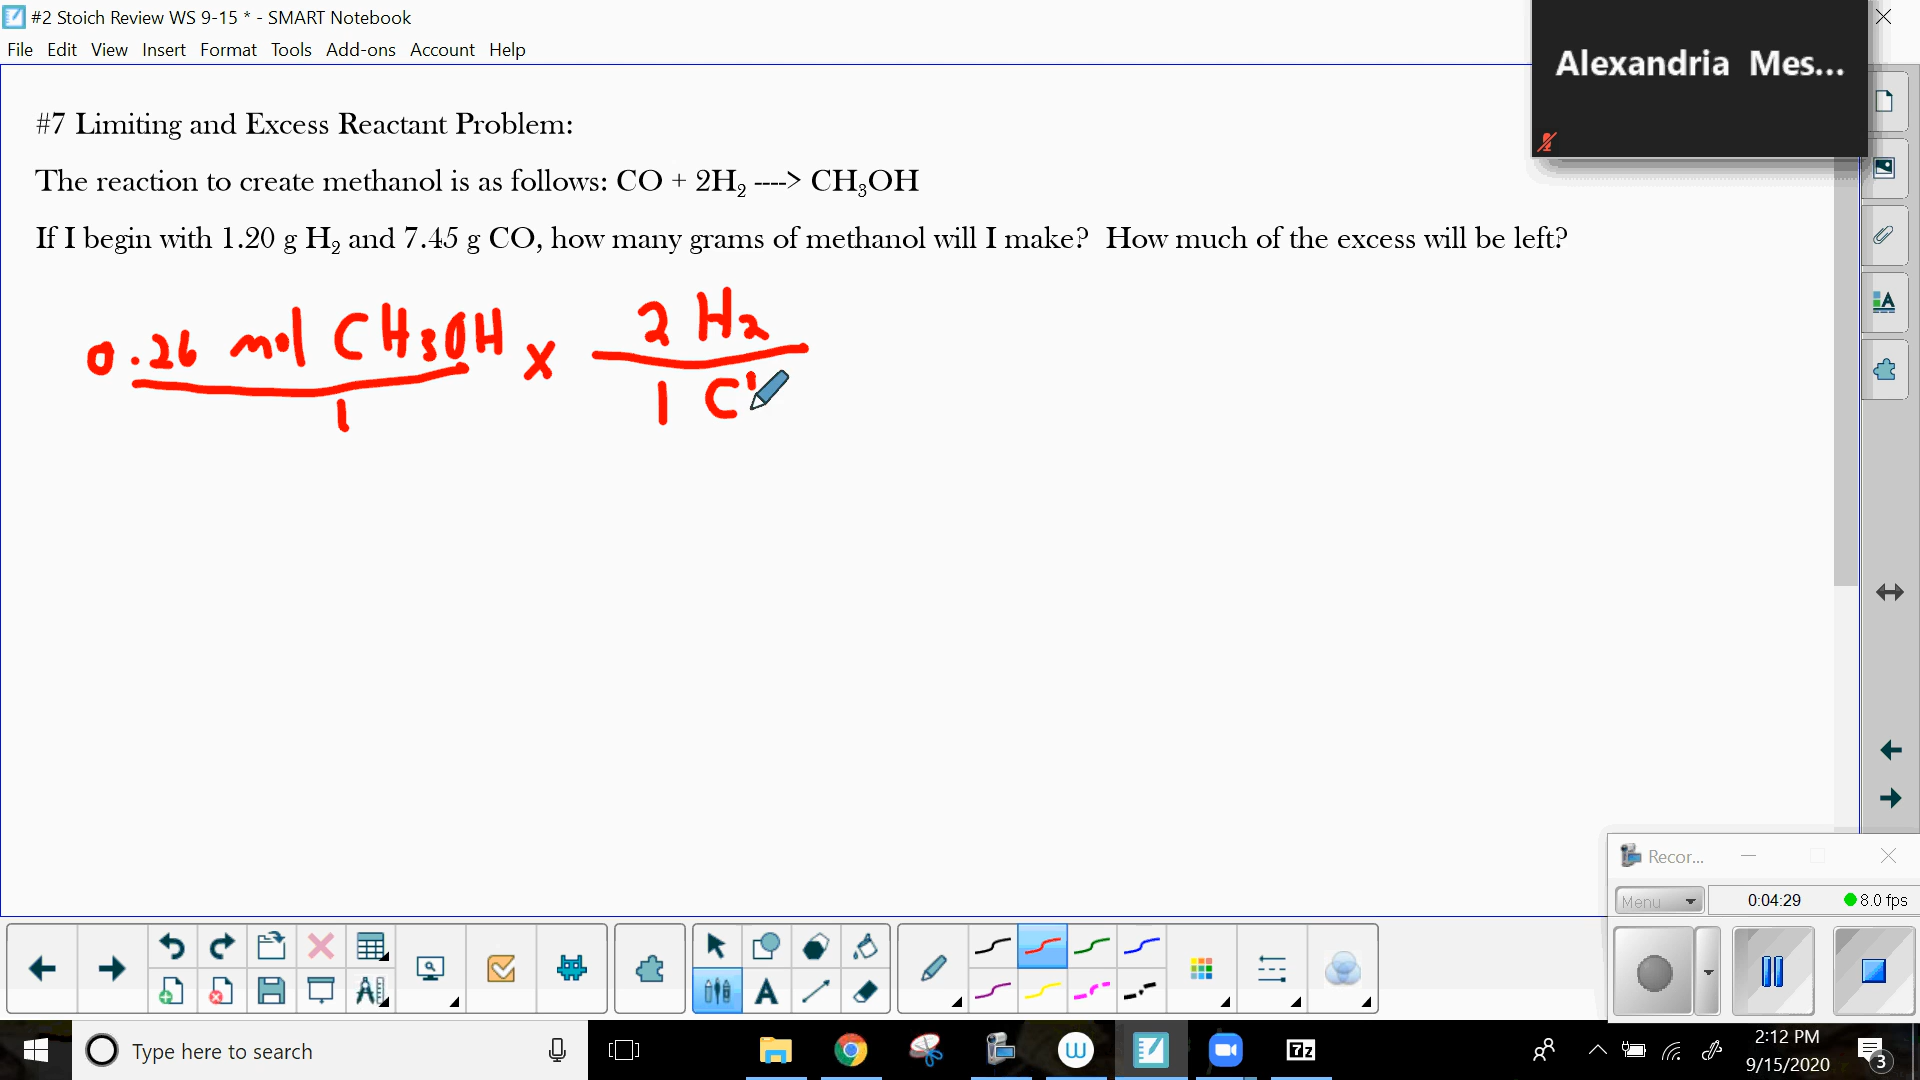 #2 Stoich Review WS 9-15 * - SMART Notebook
File Edit View Insert Format Tools Add-ons Account Help
Alexandria Mes...
#7 Limiting and Excess Reactant Problem:
The reaction to create methanol is as follows: CO + 2H₂ ----> CH₃OH
If I begin with 1.20 g H₂ and 7.45 g CO, how many grams of methanol will I make? How much of the excess will be left?
0.26 mol CH₃OH x 2 H₂
1 1 C
Recor...
Menu 0:04:29 8.0 fps
A
Type here to search
W
7z
2:12 PM
9/15/2020
3